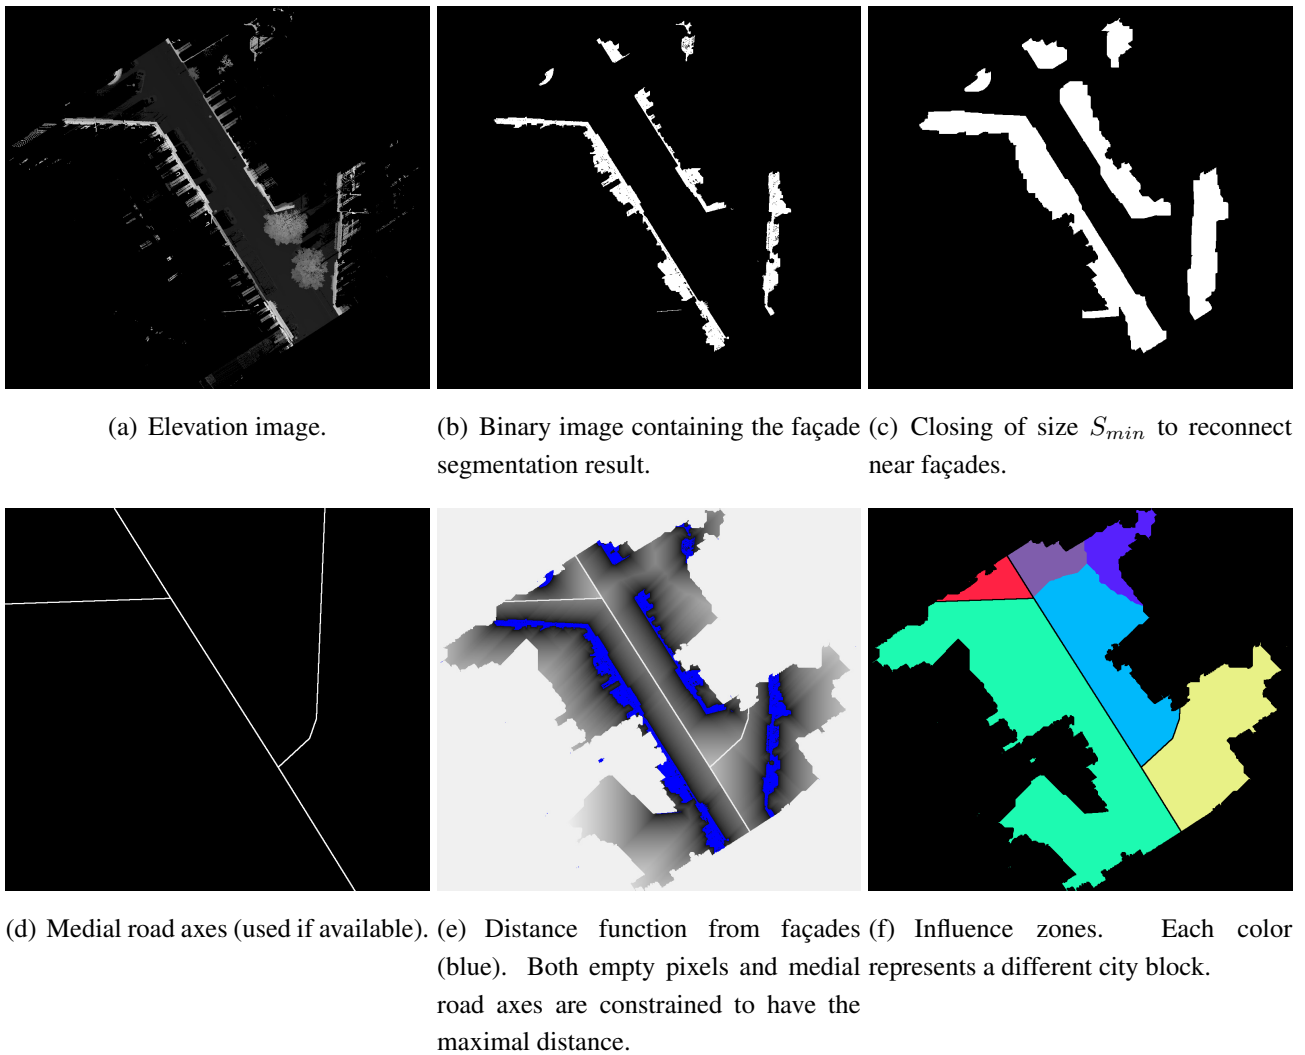 (a) Elevation image.
(b) Binary image containing the façade
segmentation result.
(c) Closing of size S_min to reconnect
near façades.
(d) Medial road axes (used if available).
(e) Distance function from façades
(blue). Both empty pixels and medial
road axes are constrained to have the
maximal distance.
(f) Influence zones. Each color
represents a different city block.